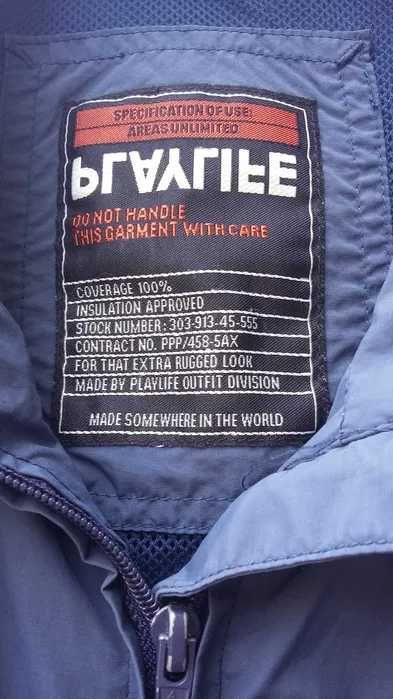 SPECIFICATION OF USE:
AREAS UNLIMITED
PLAYLIFE
DO NOT HANDLE
THIS GARMENT WITH CARE
COVERAGE 100%
INSULATION APPROVED
STOCK NUMBER: 303-913-45-555
CONTRACT NO. PPP/458-5AX
FOR THAT EXTRA RUGGED LOOK
MADE BY PLAYLIFE OUTFIT DIVISION
MADE SOMEWHERE IN THE WORLD